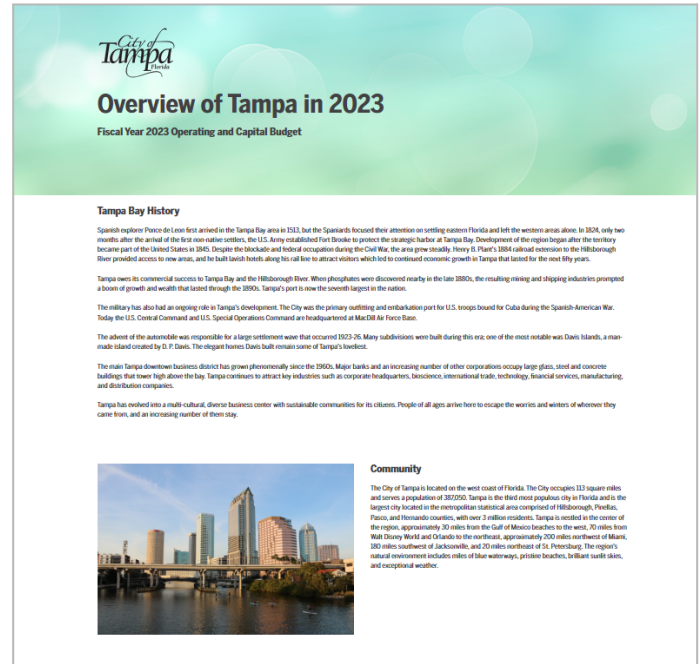 City of
Tampa
Florida
Overview of Tampa in 2023
Fiscal Year 2023 Operating and Capital Budget
Tampa Bay History
Spanish explorer Ponce de Leon first arrived in the Tampa Bay area in 1513, but the Spaniards focused their attention on settling eastern Florida and left the western areas alone. In 1824, only two
months after the arrival of the first non-native settlers, the U.S. Army established Fort Brooke to protect the strategic harbor at Tampa Bay. Development of the region began after the territory
became part of the United States in 1845. Despite the blockade and federal occupation during the Civil War, the area grew steadily. Henry B. Plant's 1884 railroad extension to the Hillsborough
River provided access to new areas, and he built lavish hotels along his rail line to attract visitors which led to continued economic growth in Tampa that lasted for the next fifty years.
Tampa owes its commercial success to Tampa Bay and the Hillsborough River. When phosphates were discovered nearby in the late 1880s, the resulting mining and shipping industries prompted
a boom of growth and wealth that lasted through the 1890s. Tampa's port is now the seventh largest in the nation.
The military has also had an ongoing role in Tampa's development. The City was the primary outfitting and embarkation port for U.S. troops bound for Cuba during the Spanish-American War.
Today the U.S. Central Command and U.S. Special Operations Command are headquartered at MacDill Air Force Base.
The advent of the automobile was responsible for a large settlement wave that occurred 1923-26. Many subdivisions were built during this era; one of the most notable was Davis Islands, a man-
made island created by D. P. Davis. The elegant homes Davis built remain some of Tampa's loveliest.
The main Tampa downtown business district has grown phenomenally since the 1960s. Major banks and an increasing number of other corporations occupy large glass, steel and concrete
buildings that tower high above the bay. Tampa continues to attract key industries such as corporate headquarters, bioscience, international trade, technology, financial services, manufacturing,
and distribution companies.
Tampa has evolved into a multi-cultural, diverse business center with sustainable communities for its citizens. People of all ages arrive here to escape the worries and winters of wherever they
came from, and an increasing number of them stay.
Community
The City of Tampa is located on the west coast of Florida. The City occupies 113 square miles
and serves a population of 387,050. Tampa is the third most populous city in Florida and is the
largest city located in the metropolitan statistical area comprised of Hillsborough, Pinellas,
Pasco, and Hernando counties, with over 3 million residents. Tampa is nestled in the center of
the region, approximately 30 miles from the Gulf of Mexico beaches to the west, 70 miles from
Walt Disney World and Orlando to the northeast, approximately 200 miles northwest of Miami,
180 miles southwest of Jacksonville, and 20 miles northeast of St. Petersburg. The region's
natural environment includes miles of blue waterways, pristine beaches, brilliant sunlit skies,
and exceptional weather.